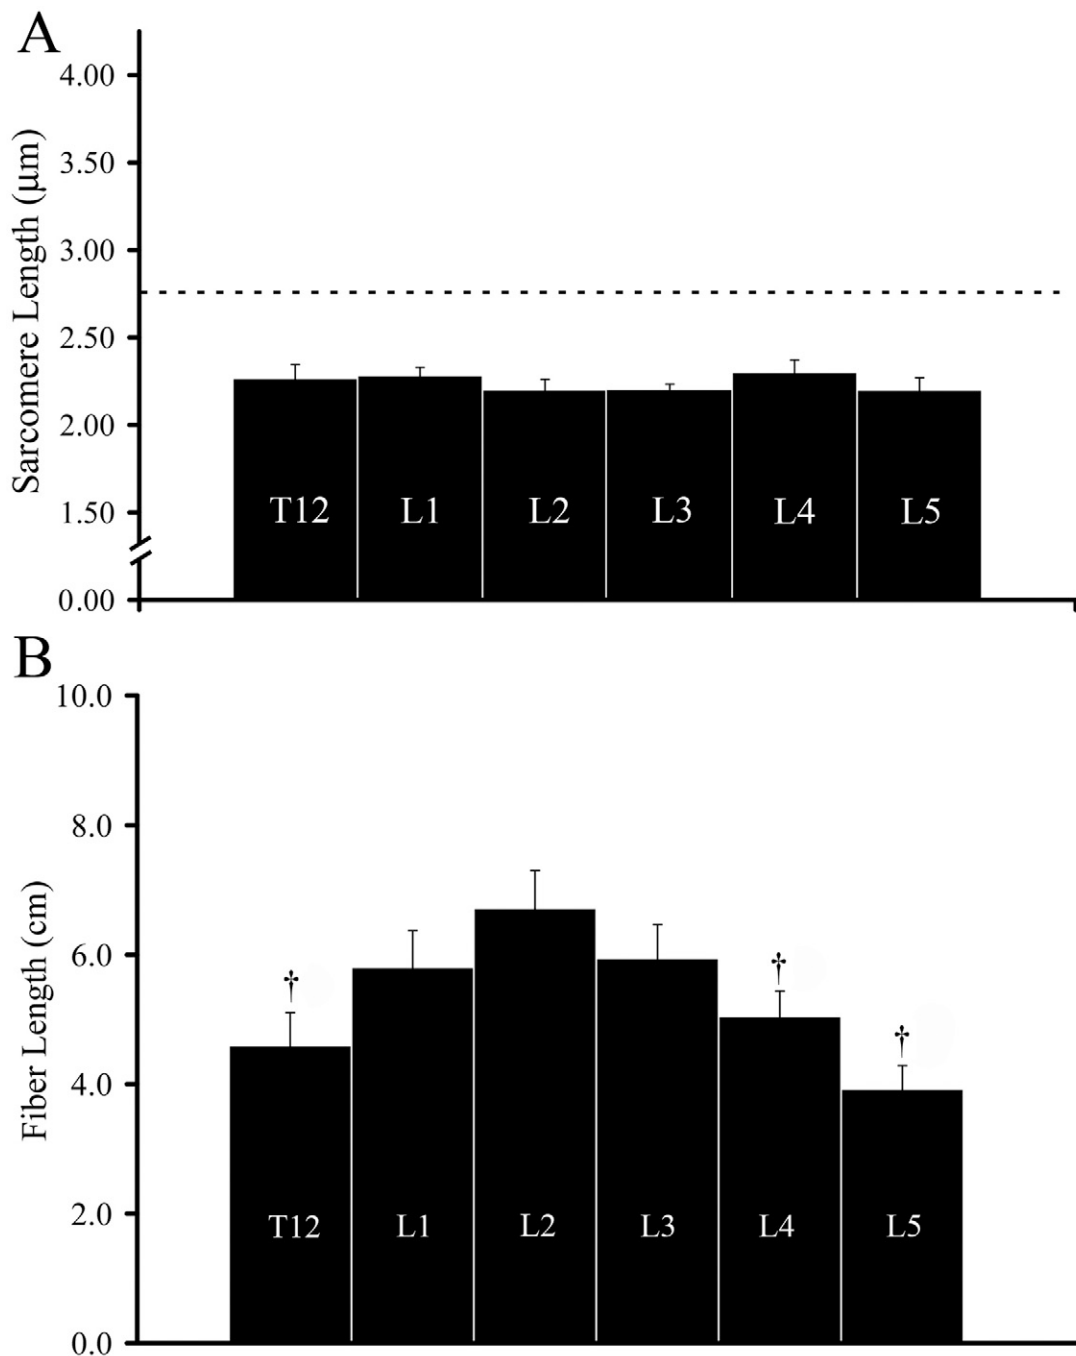 A
4.00
3.50
3.00
2.50
2.00
1.50
0.00
Sarcomere Length (μm)
T12 L1 L2 L3 L4 L5
B
10.0
8.0
6.0
4.0
2.0
0.0
Fiber Length (cm)
† † †
T12 L1 L2 L3 L4 L5